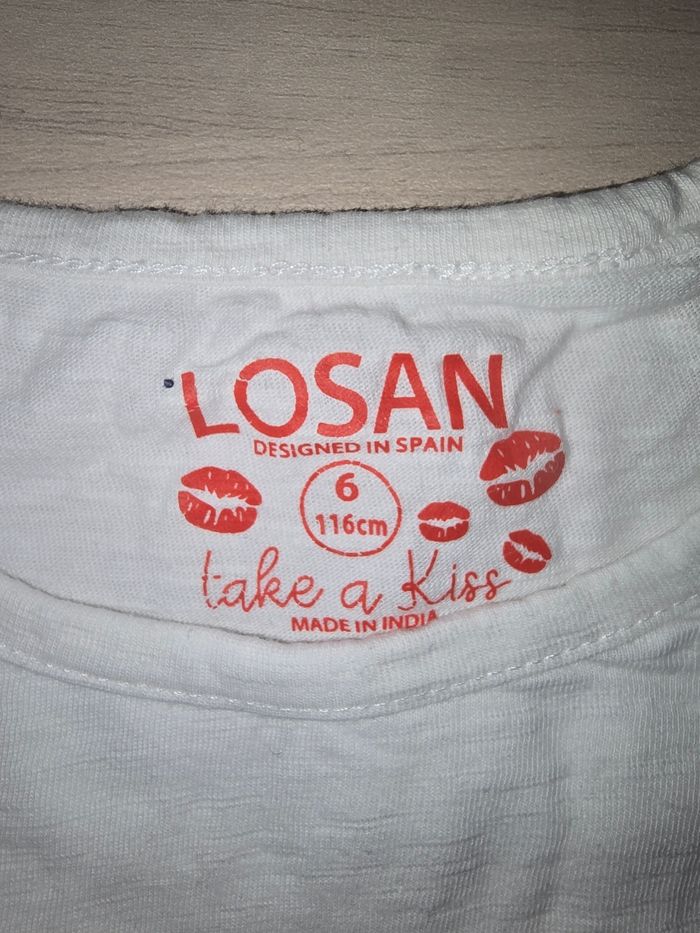 LOSAN
DESIGNED IN SPAIN
6
116cm
take a Kiss
MADE IN INDIA